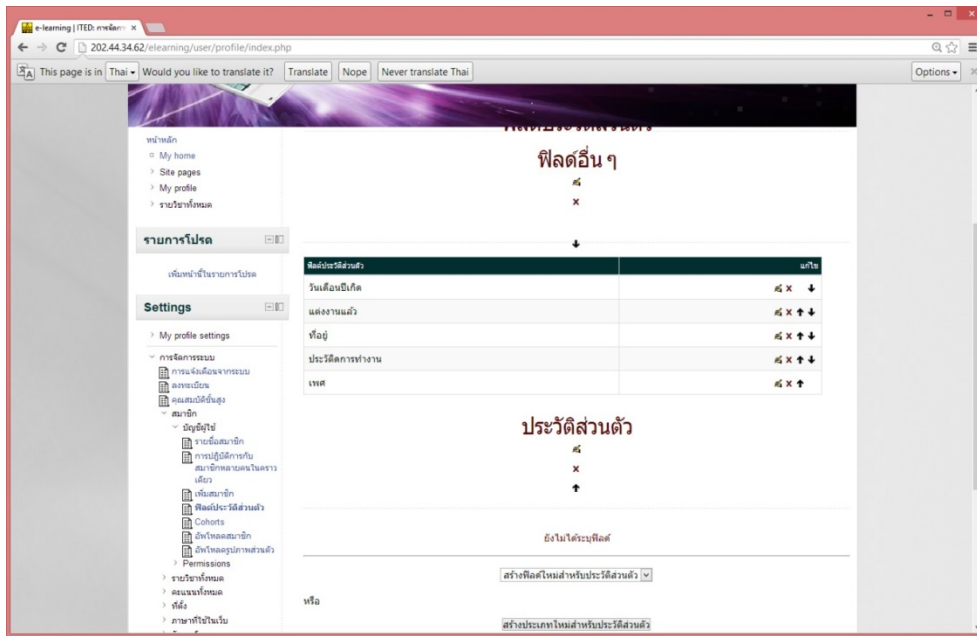 e-learning | ITED: การจัดการ
202.44.34.62/elearning/user/profile/index.php
This page is in Thai Would you like to translate it? Translate Nope Never translate Thai Options
หน้าหลัก
My home
Site pages
My profile
รายวิชาทั้งหมด
รายการโปรด
เพิ่มหน้านี้ในรายการโปรด
Settings
My profile settings
การจัดการระบบ
การแจ้งเตือนจากระบบ
ลงทะเบียน
คุณสมบัติขั้นสูง
สมาชิก
บัญชีผู้ใช้
รายชื่อสมาชิก
การปฏิบัติการกับ
สมาชิกหลายคนในคราว
เดียว
เพิ่มสมาชิก
ฟิลด์ประวัติส่วนตัว
Cohorts
อัพโหลดสมาชิก
อัพโหลดรูปภาพส่วนตัว
Permissions
รายวิชาทั้งหมด
คะแนนทั้งหมด
ที่ตั้ง
ภาษาที่ใช้ในเว็บ
ฟิลด์ประวัติส่วนตัว
ฟิลด์อื่น ๆ
ฟิลด์ประวัติส่วนตัว แก้ไข
วันเดือนปีเกิด
แต่งงานแล้ว
ที่อยู่
ประวัติการทำงาน
เพศ
ประวัติส่วนตัว
ยังไม่ได้ระบุฟิลด์
สร้างฟิลด์ใหม่สำหรับประวัติส่วนตัว
หรือ
สร้างประเภทใหม่สำหรับประวัติส่วนตัว